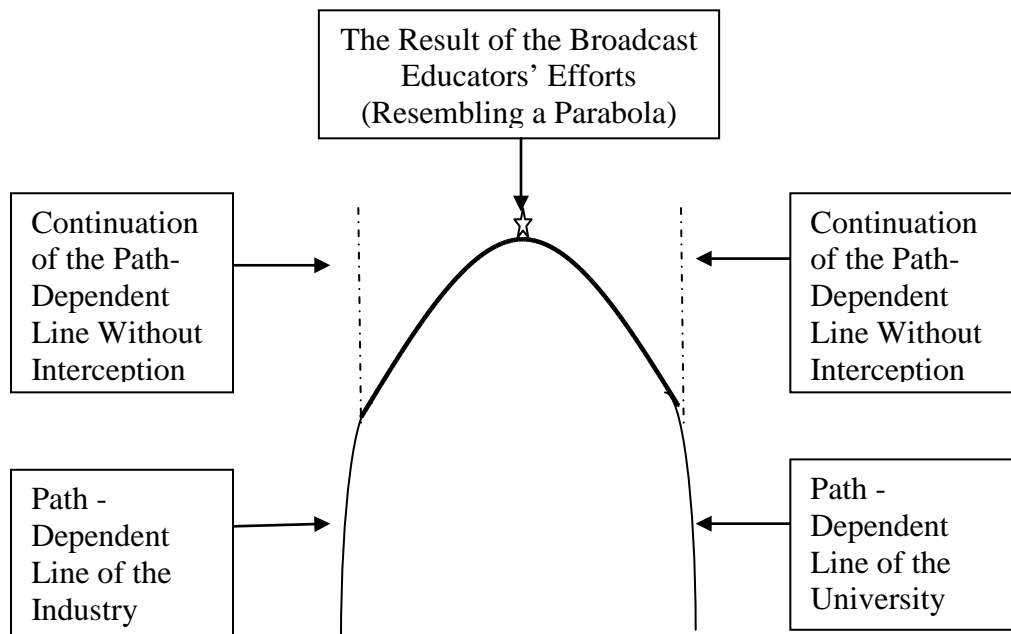 The Result of the Broadcast
Educators’ Efforts
(Resembling a Parabola)
Continuation
of the Path-
Dependent
Line Without
Interception
Continuation
of the Path-
Dependent
Line Without
Interception
Path -
Dependent
Line of the
Industry
Path -
Dependent
Line of the
University